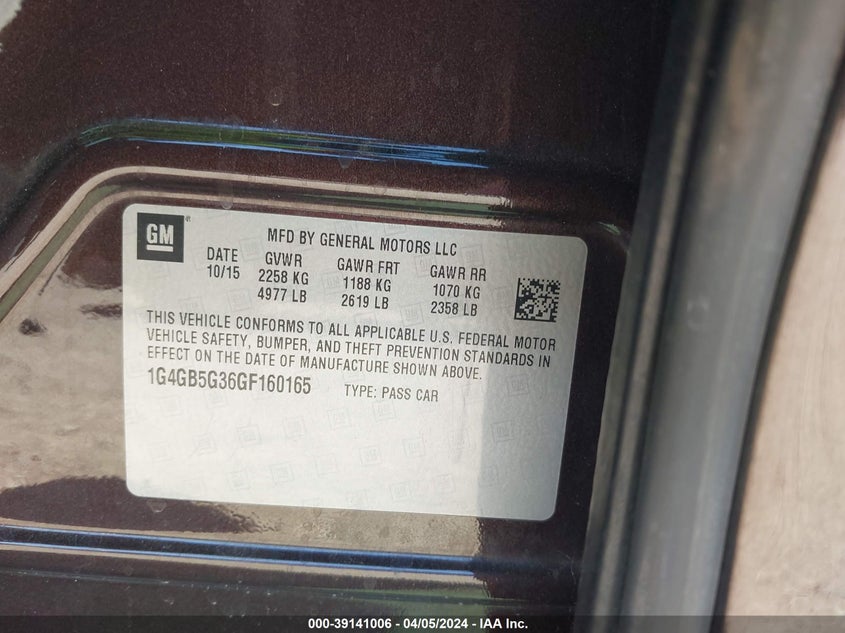 GM
MFD BY GENERAL MOTORS LLC
DATE GVWR GAWR FRT GAWR RR
10/15 2258 KG 1188 KG 1070 KG
4977 LB 2619 LB 2358 LB
THIS VEHICLE CONFORMS TO ALL APPLICABLE U.S. FEDERAL MOTOR
VEHICLE SAFETY, BUMPER, AND THEFT PREVENTION STANDARDS IN
EFFECT ON THE DATE OF MANUFACTURE SHOWN ABOVE.
1G4GB5G36GF160165 TYPE: PASS CAR
000-39141006 - 04/05/2024 - IAA Inc.